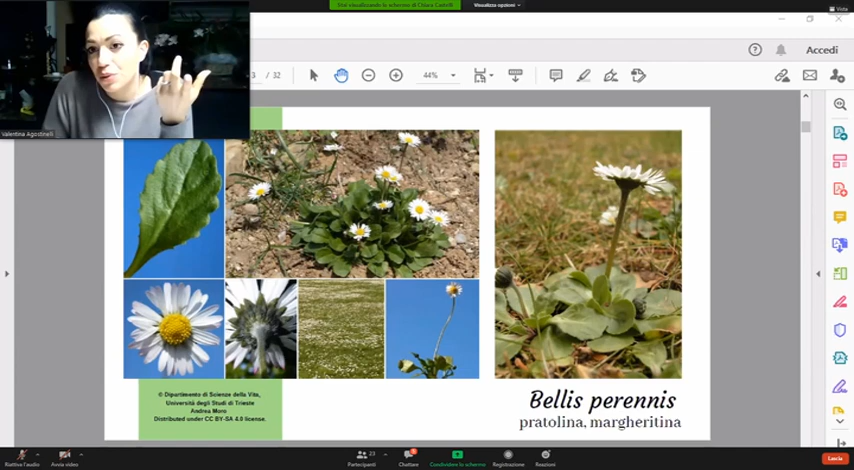 Stai visualizzando lo schermo di Chiara Castelli
Visualizza opzioni
Vista
Accedi
3 / 32
44%
Valentina Agostinelli
© Dipartimento di Scienze della Vita,
Università degli Studi di Trieste
Andrea Moro
Distributed under CC BY-SA 4.0 license.
Bellis perennis
pratolina, margheritina
Riattiva l'audio
Avvia video
Partecipanti
23
Chattare
Condividere lo schermo
Registrazione
Reazioni
Lascia